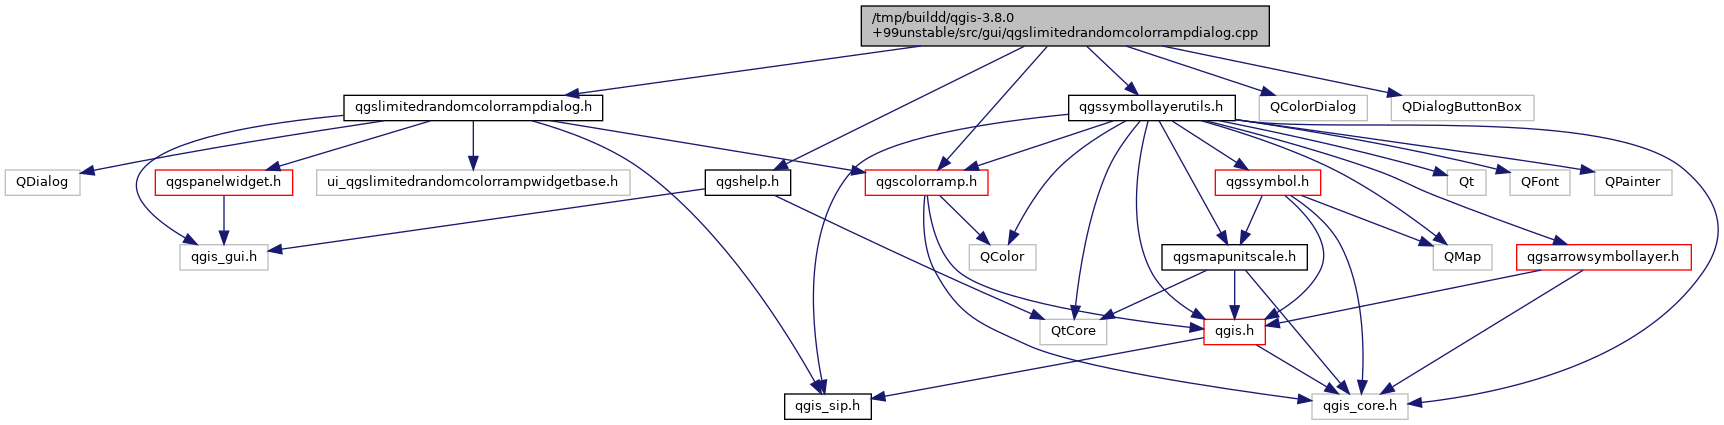 /tmp/buildd/qgis-3.8.0
+99unstable/src/gui/qgslimitedrandomcolorrampdialog.cpp
qgslimitedrandomcolorrampdialog.h
qgssymbollayerutils.h
QColorDialog
QDialogButtonBox
QDialog
qgspanelwidget.h
ui_qgslimitedrandomcolorrampwidgetbase.h
qgshelp.h
qgscolorramp.h
qgssymbol.h
Qt
QFont
QPainter
qgis_gui.h
QColor
qgsmapunitscale.h
QMap
qgsarrowsymbollayer.h
QtCore
qgis.h
qgis_sip.h
qgis_core.h